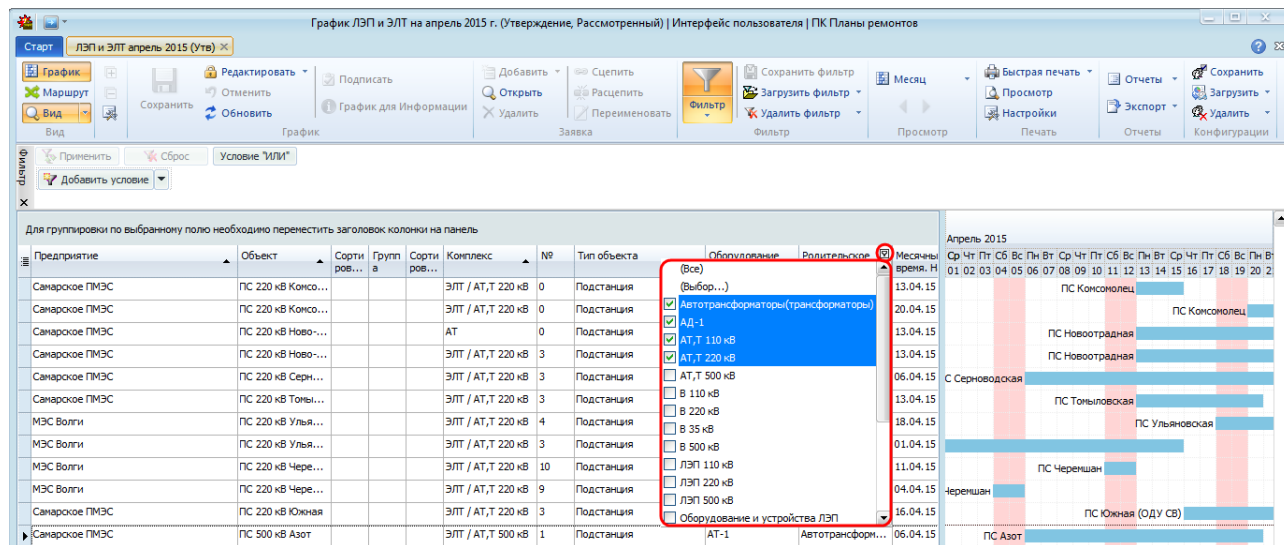 График ЛЭП и ЭЛТ на апрель 2015 г. (Утверждение, Рассмотренный) | Интерфейс пользователя | ПК Планы ремонтов
Старт ЛЭП и ЭЛТ апрель 2015 (Утв)
График Редактировать Подписать Добавить Сцепить Сохранить фильтр Месяц Быстрая печать Отчеты Сохранить
Маршрут Сохранить Отменить Открыть Расцепить Фильтр Загрузить фильтр Просмотр Экспорт Загрузить
Вид Обновить График для Информации Удалить Переименовать Удалить фильтр Настройки Удалить
Вид График Заявка Фильтр Просмотр Печать Отчеты Конфигурации
Фильтр
Применить Сброс Условие "ИЛИ"
Добавить условие
Для группировки по выбранному полю необходимо переместить заголовок колонки на панель
Апрель 2015
Предприятие Объект Сорти ров... Групп а Сорти ров... Комплекс № Тип объекта Оборудование Родительское Месячны время. Н
Ср Чт Пт Сб Вс Пн Вт Ср Чт Пт Сб Вс Пн Вт Ср Чт Пт Сб Вс Пн Вт
01 02 03 04 05 06 07 08 09 10 11 12 13 14 15 16 17 18 19 20 2
Самарское ПМЭС ПС 220 кВ Комсо... ЭЛТ / АТ,Т 220 кВ 0 Подстанция 13.04.15 ПС Комсомолец
Самарское ПМЭС ПС 220 кВ Комсо... ЭЛТ / АТ,Т 220 кВ 0 Подстанция 20.04.15 ПС Комсомолец
Самарское ПМЭС ПС 220 кВ Ново-... АТ 0 Подстанция 13.04.15 ПС Новоотрадная
Самарское ПМЭС ПС 220 кВ Ново-... ЭЛТ / АТ,Т 220 кВ 3 Подстанция 13.04.15 ПС Новоотрадная
Самарское ПМЭС ПС 220 кВ Серн... ЭЛТ / АТ,Т 220 кВ 3 Подстанция 06.04.15 С Серноводская
Самарское ПМЭС ПС 220 кВ Томы... ЭЛТ / АТ,Т 220 кВ 3 Подстанция 13.04.15 ПС Томыловская
МЭС Волги ПС 220 кВ Улья... ЭЛТ / АТ,Т 220 кВ 4 Подстанция 18.04.15 ПС Ульяновская
МЭС Волги ПС 220 кВ Улья... ЭЛТ / АТ,Т 220 кВ 3 Подстанция 01.04.15
МЭС Волги ПС 220 кВ Чере... ЭЛТ / АТ,Т 220 кВ 10 Подстанция 11.04.15 ПС Черемшан
МЭС Волги ПС 220 кВ Чере... ЭЛТ / АТ,Т 220 кВ 9 Подстанция 04.04.15 Черемшан
Самарское ПМЭС ПС 220 кВ Южная ЭЛТ / АТ,Т 220 кВ 3 Подстанция 16.04.15 ПС Южная (ОДУ СВ)
Самарское ПМЭС ПС 500 кВ Азот ЭЛТ / АТ,Т 500 кВ 1 Подстанция АТ-1 Автотрансформ... 06.04.15 ПС Азот
(Все)
(Выбор...)
Автотрансформаторы(трансформаторы)
АД-1
АТ,Т 110 кВ
АТ,Т 220 кВ
АТ,Т 500 кВ
В 110 кВ
В 220 кВ
В 35 кВ
В 500 кВ
ЛЭП 110 кВ
ЛЭП 220 кВ
ЛЭП 500 кВ
Оборудование и устройства ЛЭП